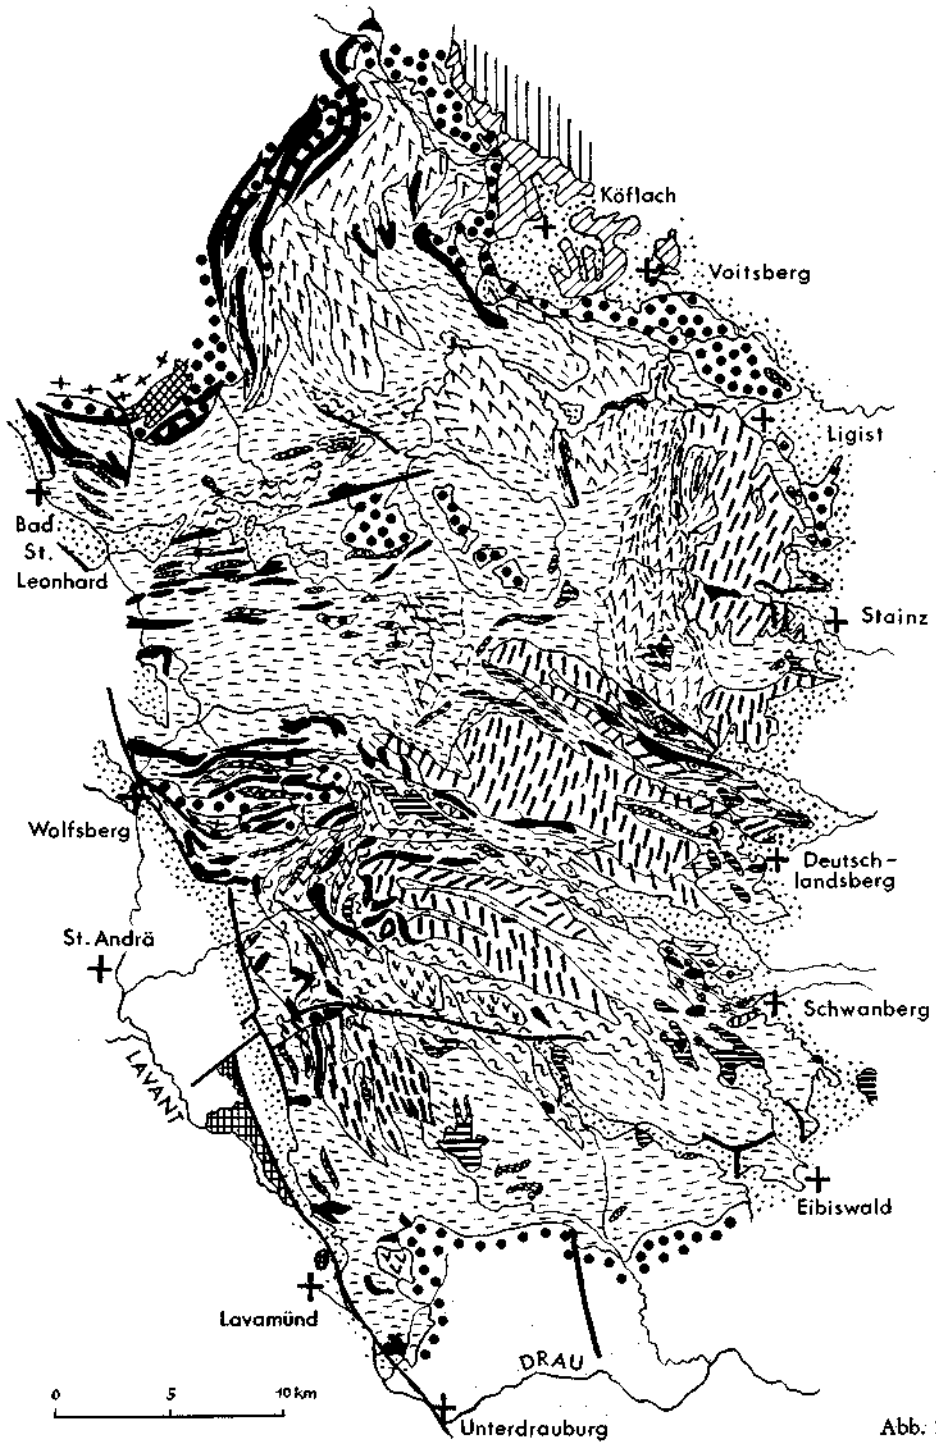 Köflach
Voitsberg
Ligist
Bad
St.
Leonhard
Stainz
Wolfsberg
Deutsch-
landsberg
St. Andrä
Schwanberg
LAVANT
Eibiswald
Lavamünd
DRAU
0 5 10 km
Unterdrauburg
Abb.